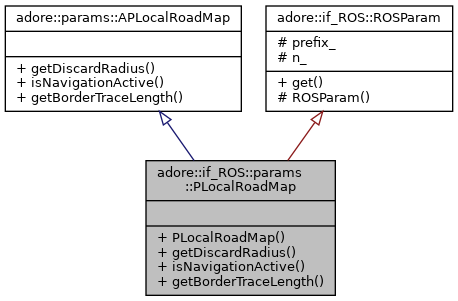 adore::params::APLocalRoadMap
+ getDiscardRadius()
+ isNavigationActive()
+ getBorderTraceLength()
adore::if_ROS::ROSParam
# prefix_
# n_
+ get()
# ROSParam()
adore::if_ROS::params
::PLocalRoadMap
+ PLocalRoadMap()
+ getDiscardRadius()
+ isNavigationActive()
+ getBorderTraceLength()